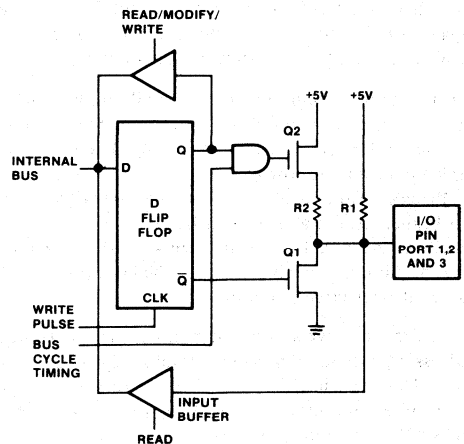 READ/MODIFY/
WRITE
+5V
+5V
Q2
Q
INTERNAL
BUS
D
D
FLIP
FLOP
R2
R1
I/O
PIN
PORT 1,2
AND 3
Q1
Q̅
CLK
WRITE
PULSE
BUS
CYCLE
TIMING
INPUT
BUFFER
READ